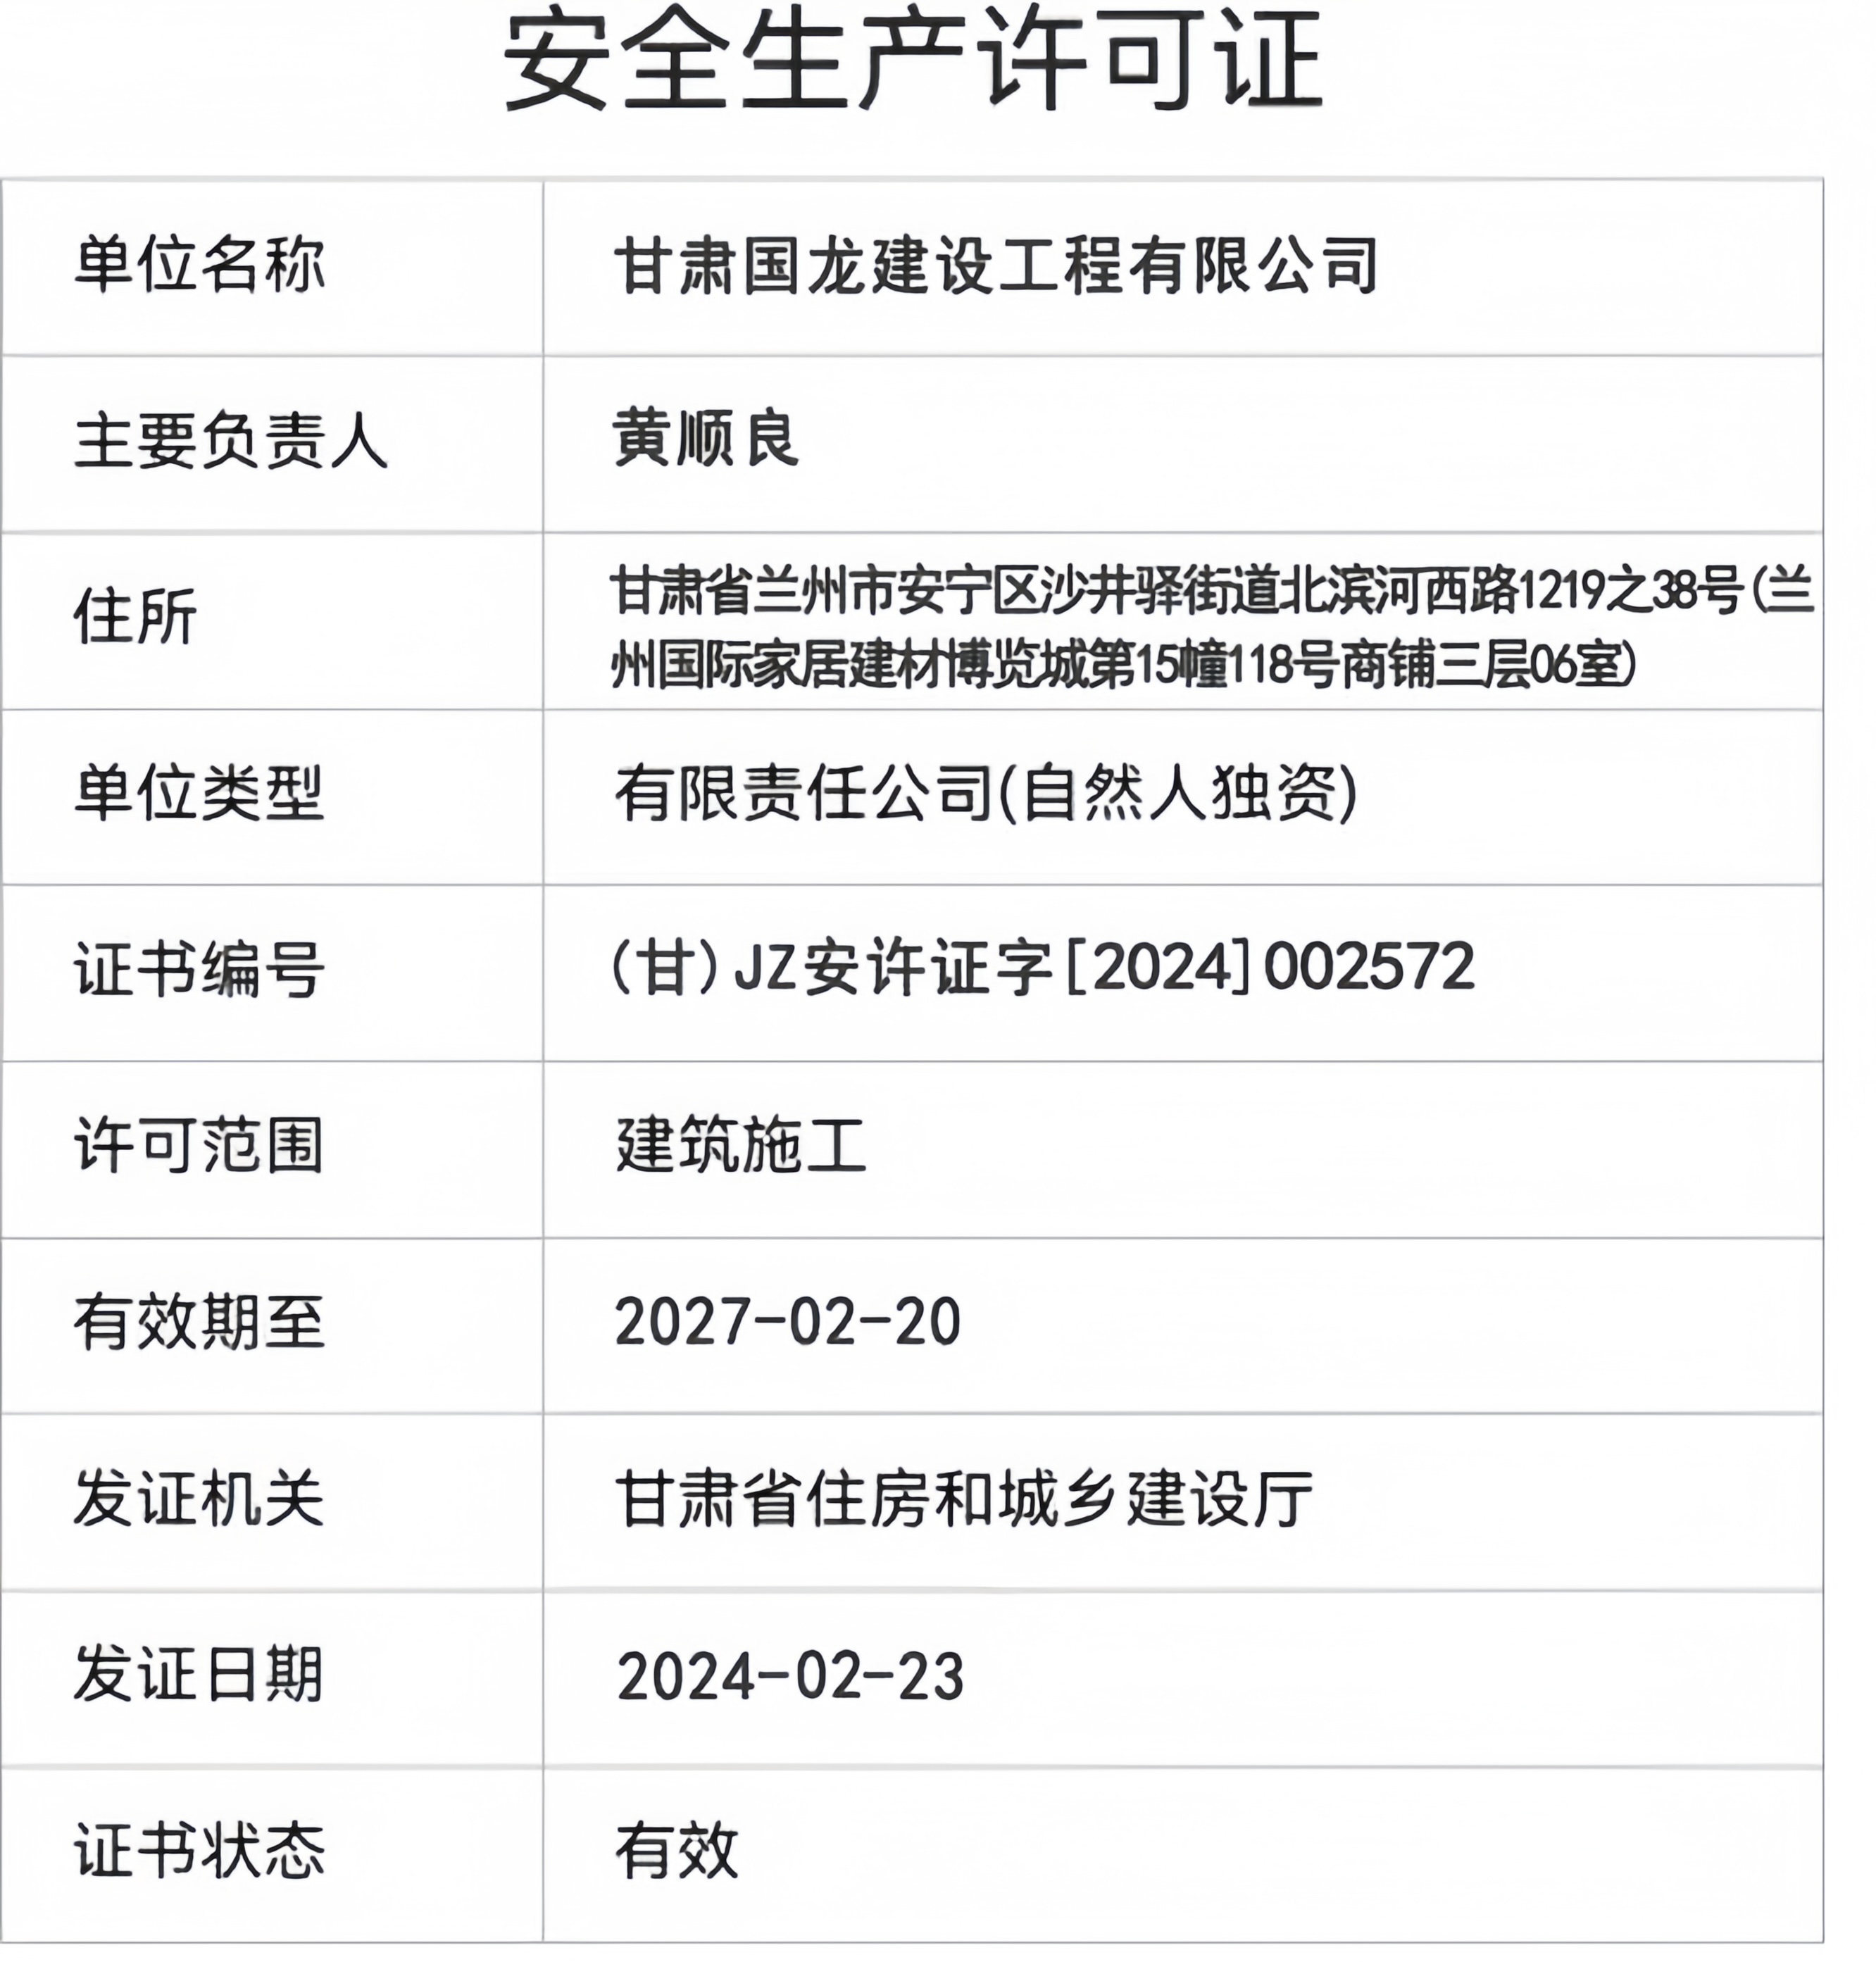 安全生产许可证
单位名称 甘肃国龙建设工程有限公司
主要负责人 黄顺良
住所 甘肃省兰州市安宁区沙井驿街道北滨河西路1219之38号(兰
州国际家居建材博览城第15幢118号商铺三层06室)
单位类型 有限责任公司(自然人独资)
证书编号 (甘)JZ安许证字[2024]002572
许可范围 建筑施工
有效期至 2027-02-20
发证机关 甘肃省住房和城乡建设厅
发证日期 2024-02-23
证书状态 有效